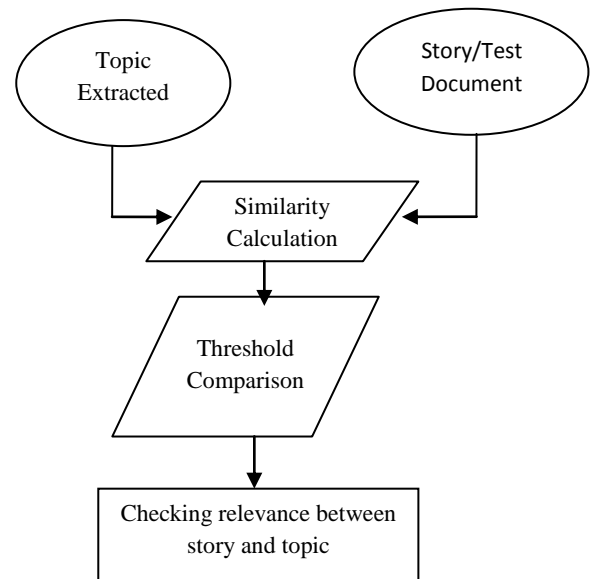 Topic
Extracted
Story/Test
Document
Similarity
Calculation
Threshold
Comparison
Checking relevance between
story and topic